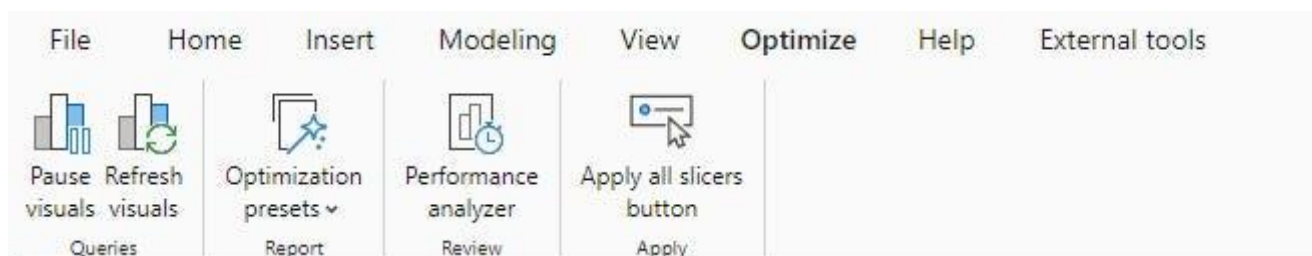 File Home Insert Modeling View Optimize Help External tools
Pause Refresh Optimization Performance Apply all slicers
visuals visuals presets analyzer button
Queries Report Review Apply